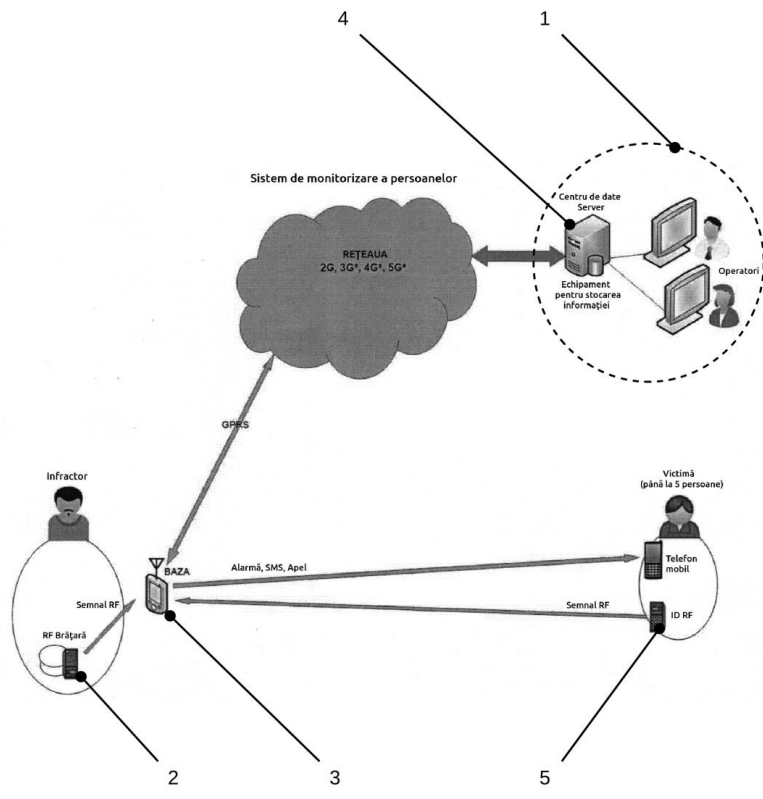 4
1
Sistem de monitorizare a persoanelor
Centru de date
Server
REȚEAUA
2G, 3G*, 4G*, 5G*
Operatori
Echipament
pentru stocarea
informației
GPRS
Infractor
Victimă
(până la 5 persoane)
BAZA
Alarmă, SMS, Apel
Telefon
mobil
Semnal RF
Semnal RF
ID RF
RF Brățară
2
3
5